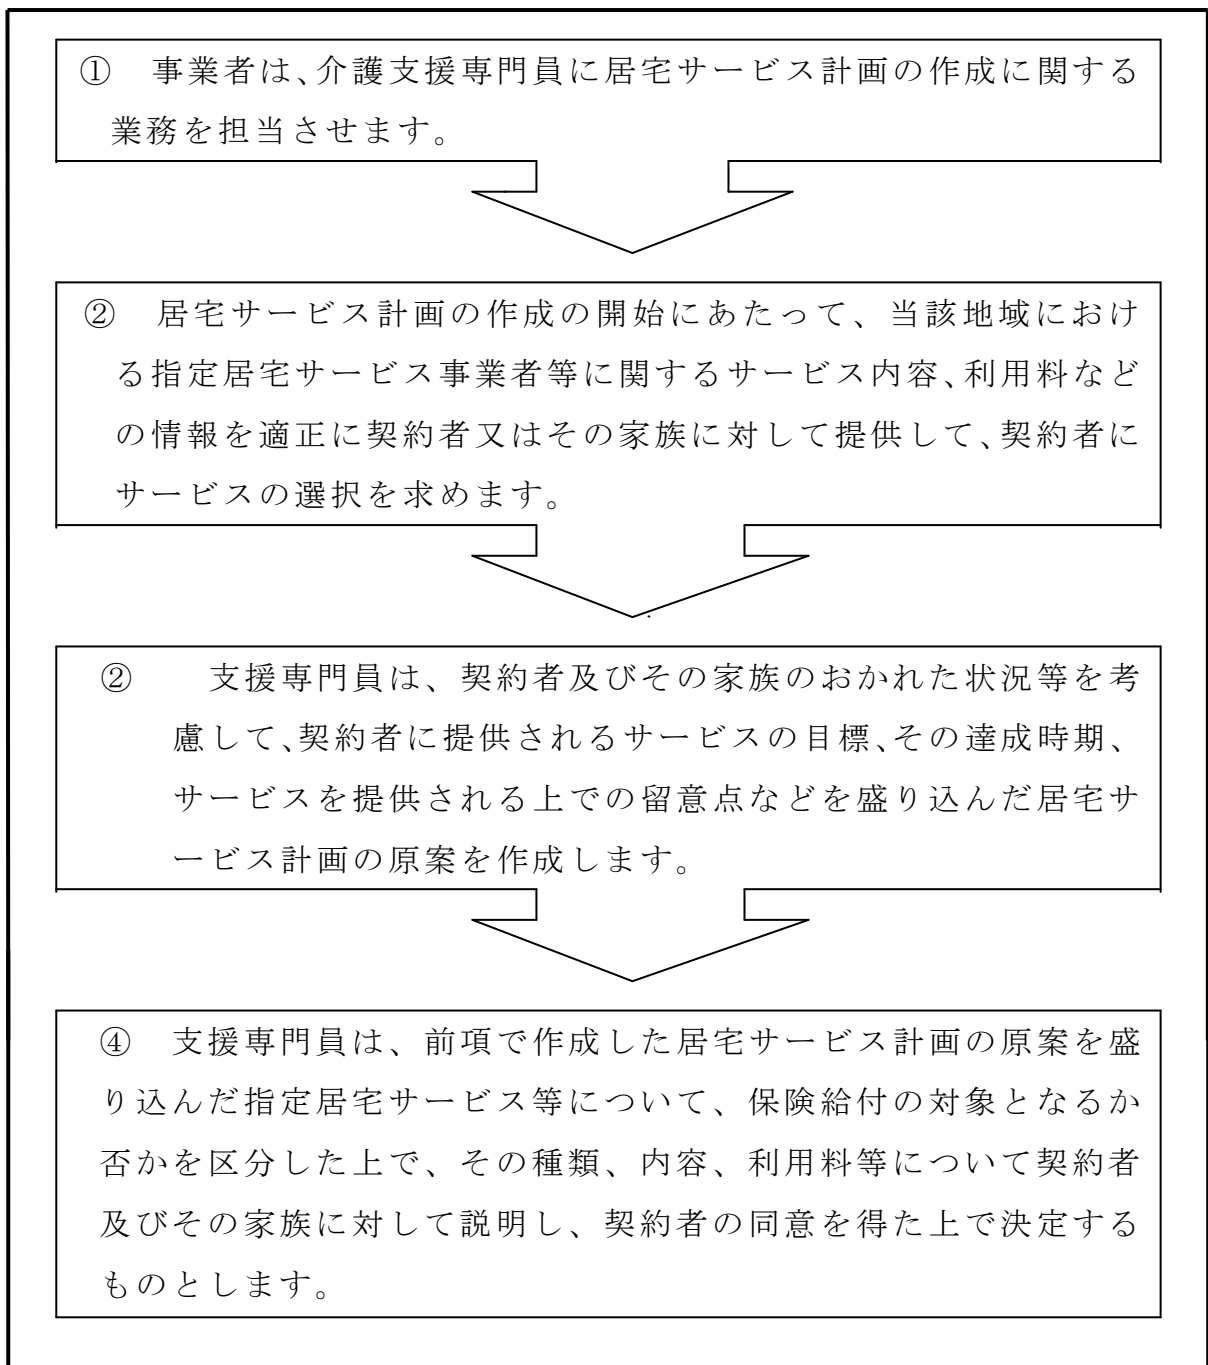 ① 事業者は、介護支援専門員に居宅サービス計画の作成に関する
業務を担当させます。
② 居宅サービス計画の作成の開始にあたって、当該地域におけ
る指定居宅サービス事業者等に関するサービス内容、利用料など
の情報を適正に契約者又はその家族に対して提供して、契約者に
サービスの選択を求めます。
② 支援専門員は、契約者及びその家族のおかれた状況等を考
慮して、契約者に提供されるサービスの目標、その達成時期、
サービスを提供される上での留意点などを盛り込んだ居宅サ
ービス計画の原案を作成します。
④ 支援専門員は、前項で作成した居宅サービス計画の原案を盛
り込んだ指定居宅サービス等について、保険給付の対象となるか
否かを区分した上で、その種類、内容、利用料等について契約者
及びその家族に対して説明し、契約者の同意を得た上で決定する
ものとします。